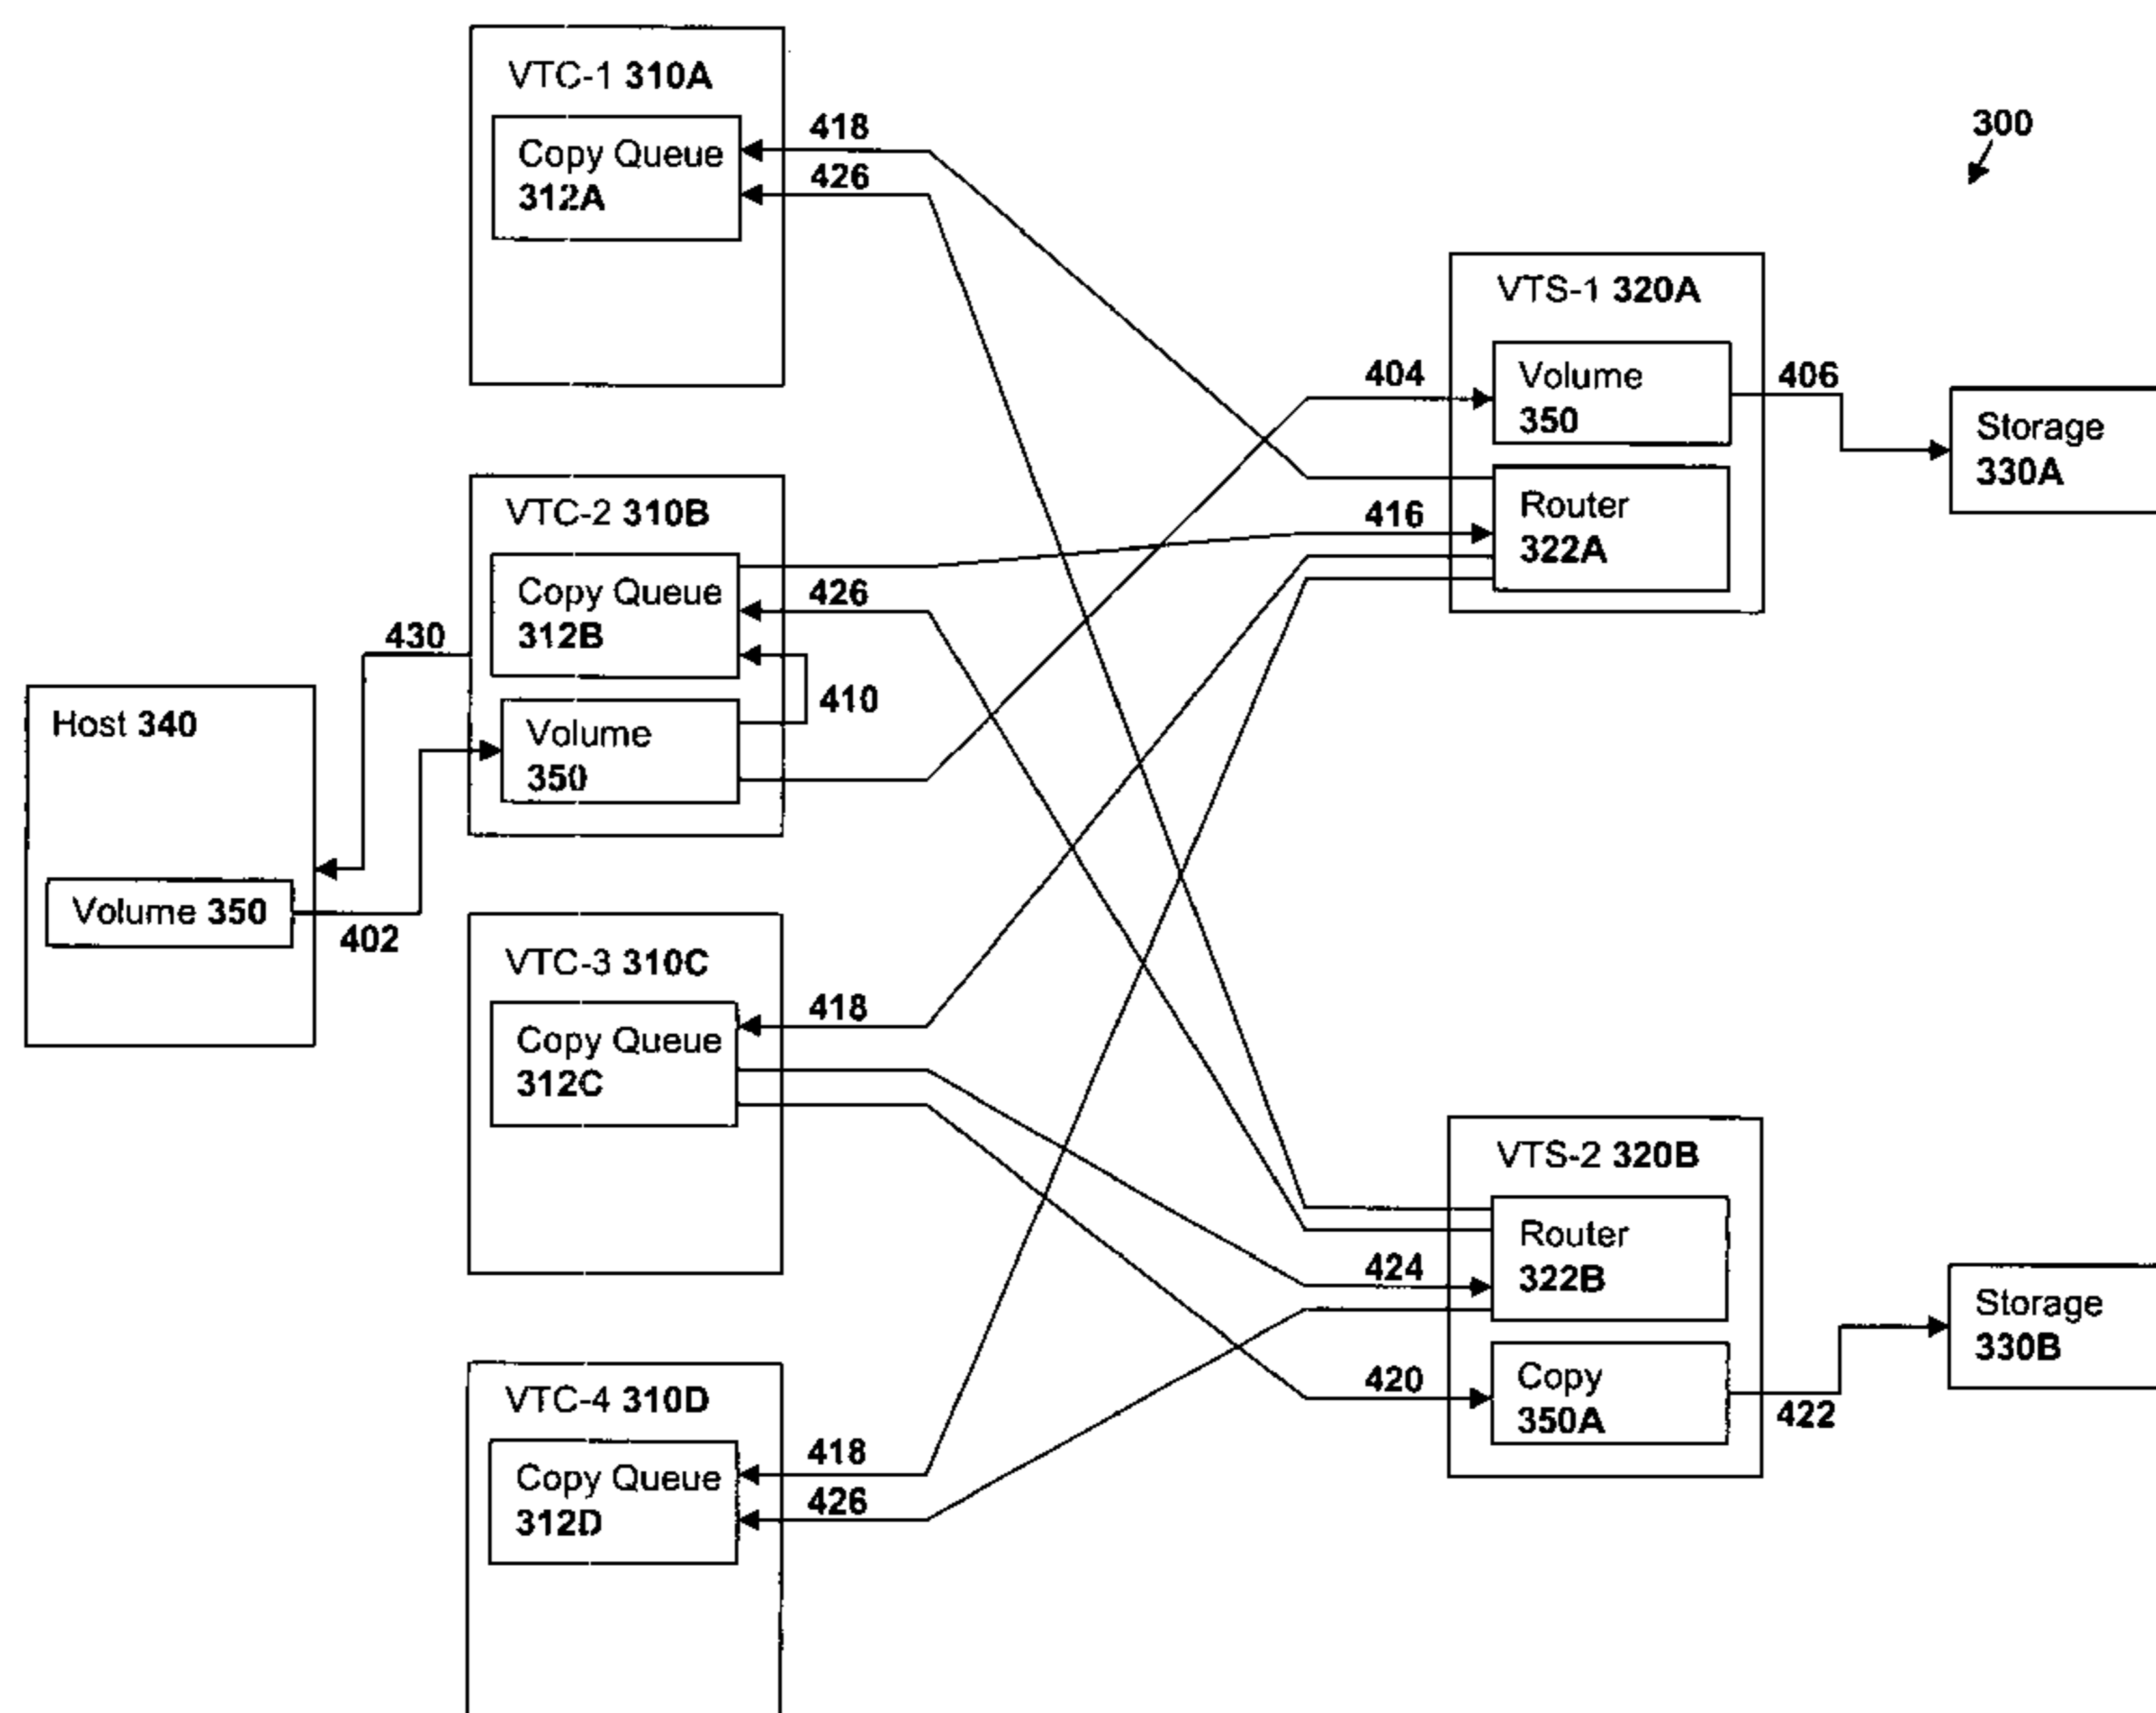 VTC-1 310A
Copy Queue
312A
418
426
300
VTS-1 320A
Volume
350
404
406
Storage
330A
Router
322A
416
VTC-2 310B
Copy Queue
312B
426
410
Volume
350
430
Host 340
Volume 350
402
VTC-3 310C
Copy Queue
312C
418
VTS-2 320B
Router
322B
424
Copy
350A
420
422
Storage
330B
VTC-4 310D
Copy Queue
312D
418
426